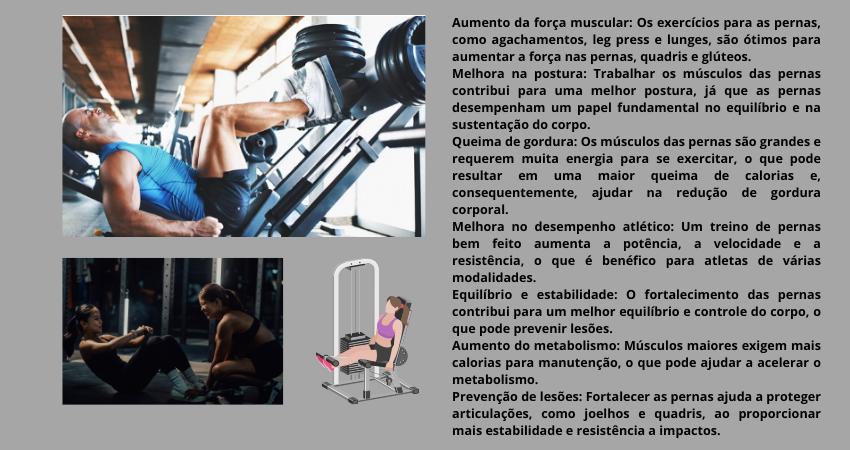 Aumento da força muscular: Os exercícios para as pernas,
como agachamentos, leg press e lunges, são ótimos para
aumentar a força nas pernas, quadris e glúteos.
Melhora na postura: Trabalhar os músculos das pernas
contribui para uma melhor postura, já que as pernas
desempenham um papel fundamental no equilíbrio e na
sustentação do corpo.
Queima de gordura: Os músculos das pernas são grandes e
requerem muita energia para se exercitar, o que pode
resultar em uma maior queima de calorias e,
consequentemente, ajudar na redução de gordura
corporal.
Melhora no desempenho atlético: Um treino de pernas
bem feito aumenta a potência, a velocidade e a
resistência, o que é benéfico para atletas de várias
modalidades.
Equilíbrio e estabilidade: O fortalecimento das pernas
contribui para um melhor equilíbrio e controle do corpo, o
que pode prevenir lesões.
Aumento do metabolismo: Músculos maiores exigem mais
calorias para manutenção, o que pode ajudar a acelerar o
metabolismo.
Prevenção de lesões: Fortalecer as pernas ajuda a proteger
articulações, como joelhos e quadris, ao proporcionar
mais estabilidade e resistência a impactos.